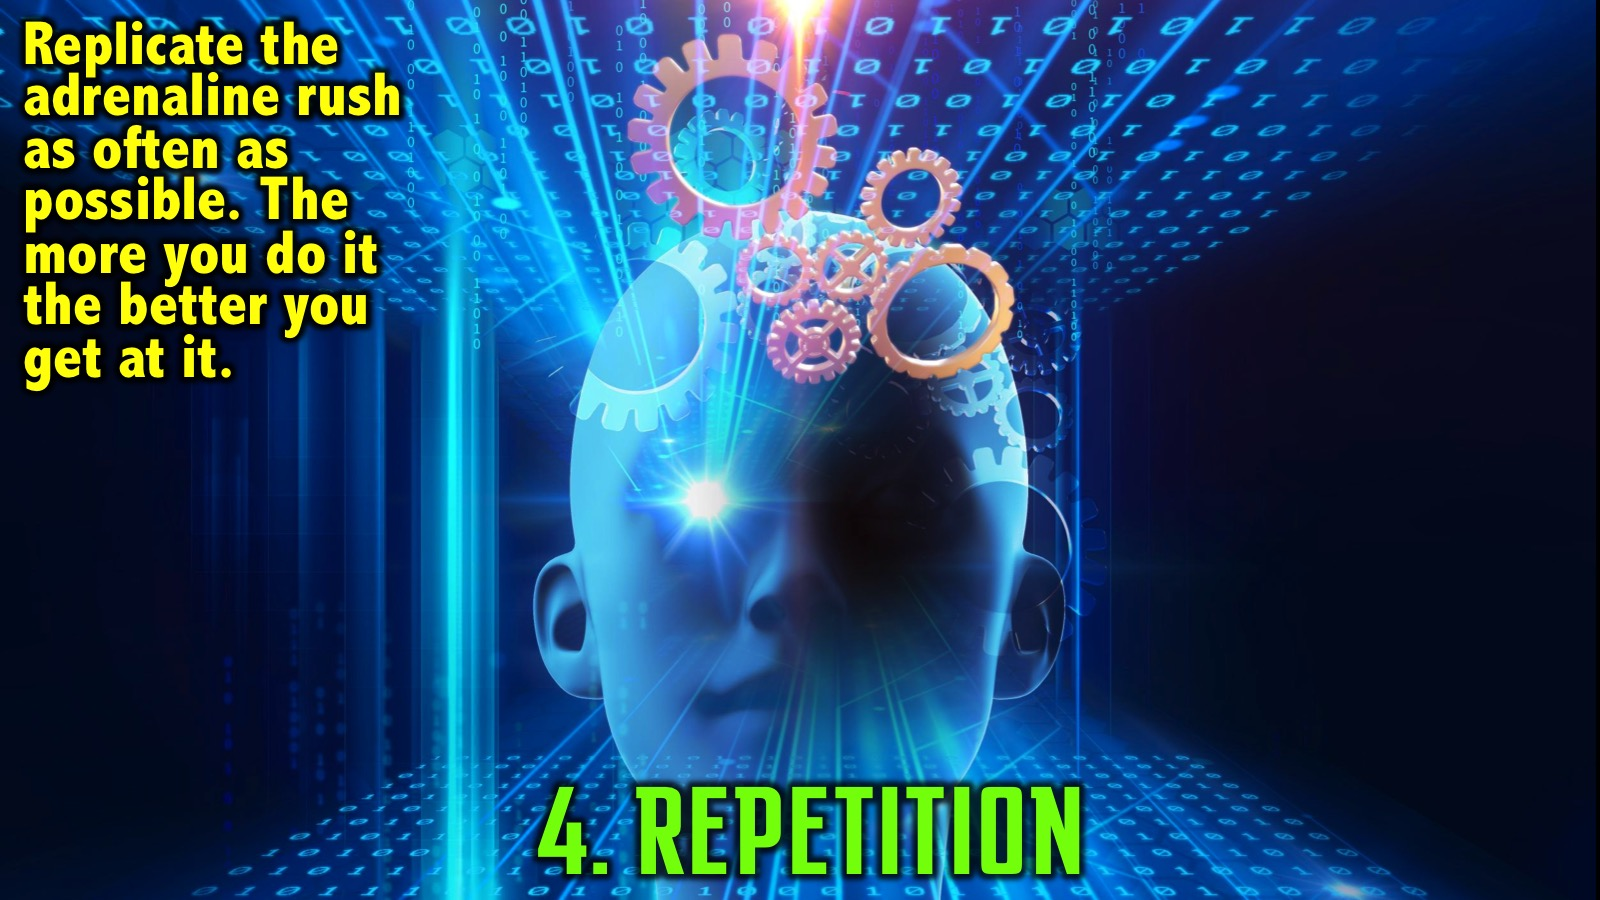 Replicate the
adrenaline rush
as often as
possible. The
more you do it
the better you
get at it.
4. REPETITION